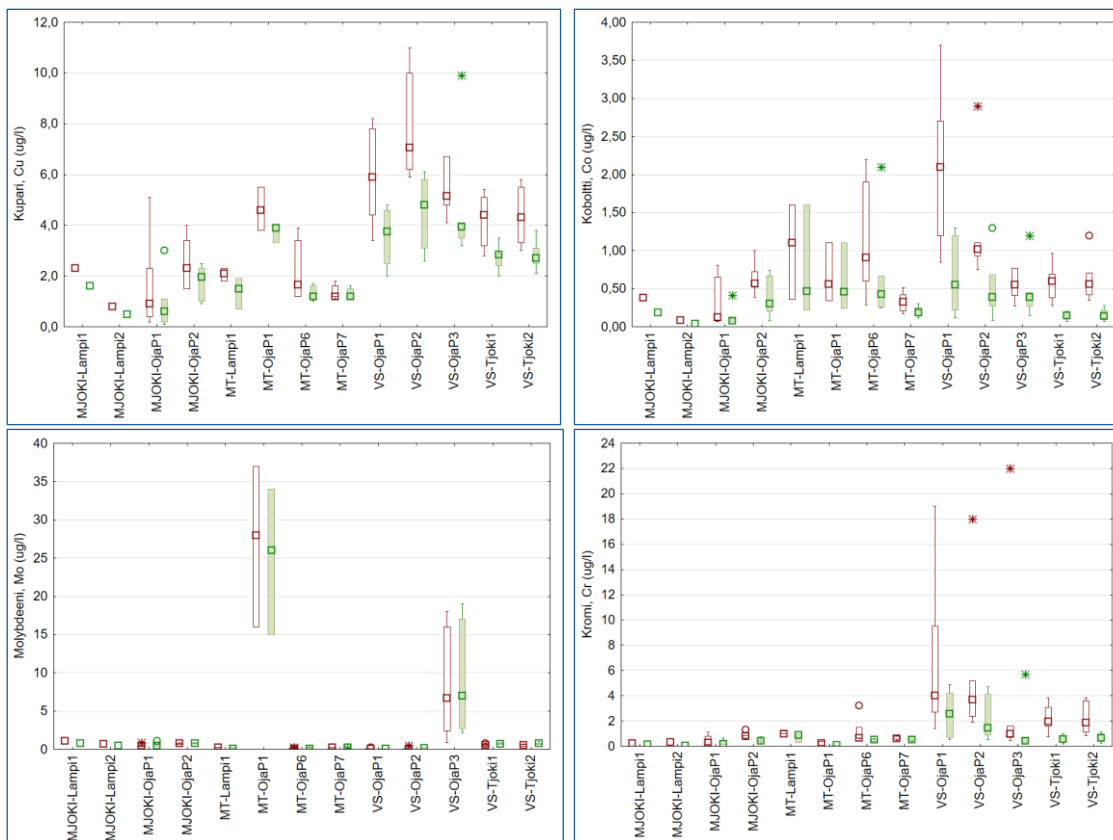 Kupari, Cu (ug/l)
12,0
10,0
8,0
6,0
4,0
2,0
0,0
MJOKI-Lampi1
MJOKI-Lampi2
MJOKI-OjaP1
MJOKI-OjaP2
MT-Lampi1
MT-OjaP1
MT-OjaP6
MT-OjaP7
VS-OjaP1
VS-OjaP2
VS-OjaP3
VS-Tjoki1
VS-Tjoki2
Koboltti, Co (ug/l)
4,00
3,50
3,00
2,50
2,00
1,50
1,00
0,50
0,00
MJOKI-Lampi1
MJOKI-Lampi2
MJOKI-OjaP1
MJOKI-OjaP2
MT-Lampi1
MT-OjaP1
MT-OjaP6
MT-OjaP7
VS-OjaP1
VS-OjaP2
VS-OjaP3
VS-Tjoki1
VS-Tjoki2
Molybdeeni, Mo (ug/l)
40
35
30
25
20
15
10
5
0
MJOKI-Lampi1
MJOKI-Lampi2
MJOKI-OjaP1
MJOKI-OjaP2
MT-Lampi1
MT-OjaP1
MT-OjaP6
MT-OjaP7
VS-OjaP1
VS-OjaP2
VS-OjaP3
VS-Tjoki1
VS-Tjoki2
Kromi, Cr (ug/l)
24
22
20
18
16
14
12
10
8
6
4
2
0
MJOKI-Lampi1
MJOKI-Lampi2
MJOKI-OjaP1
MJOKI-OjaP2
MT-Lampi1
MT-OjaP1
MT-OjaP6
MT-OjaP7
VS-OjaP1
VS-OjaP2
VS-OjaP3
VS-Tjoki1
VS-Tjoki2